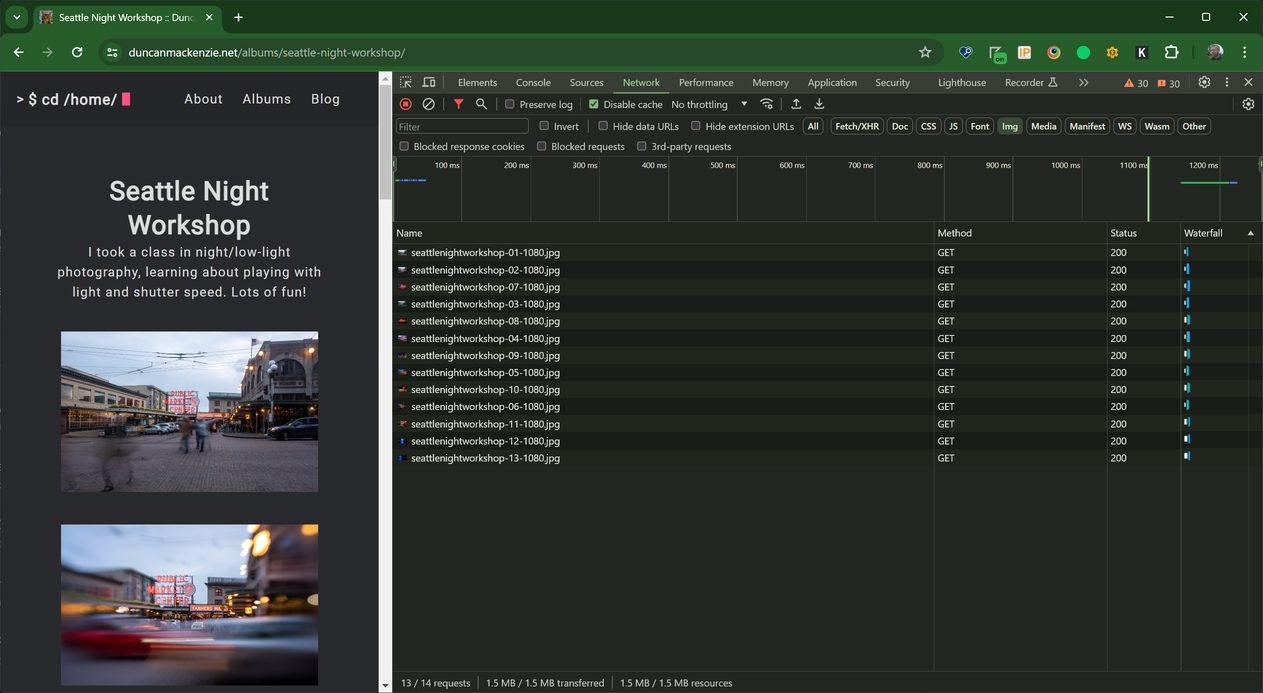 Seattle Night Workshop :: Dunc
duncanmackenzie.net/albums/seattle-night-workshop/
on
IP
K
> $ cd /home/
About Albums Blog
Seattle Night
Workshop
I took a class in night/low-light
photography, learning about playing with
light and shutter speed. Lots of fun!
PUBLIC
MARKET
CENTER
PUBLIC
MARKET
CENTER
FARMERS MA
Elements Console Sources Network Performance Memory Application Security Lighthouse Recorder 30 30
Preserve log Disable cache No throttling
Filter Invert Hide data URLs Hide extension URLs All Fetch/XHR Doc CSS JS Font Img Media Manifest WS Wasm Other
Blocked response cookies Blocked requests 3rd-party requests
100 ms 200 ms 300 ms 400 ms 500 ms 600 ms 700 ms 800 ms 900 ms 1000 ms 1100 ms 1200 ms
Name Method Status Waterfall
seattlenightworkshop-01-1080.jpg GET 200
seattlenightworkshop-02-1080.jpg GET 200
seattlenightworkshop-07-1080.jpg GET 200
seattlenightworkshop-03-1080.jpg GET 200
seattlenightworkshop-08-1080.jpg GET 200
seattlenightworkshop-04-1080.jpg GET 200
seattlenightworkshop-09-1080.jpg GET 200
seattlenightworkshop-05-1080.jpg GET 200
seattlenightworkshop-10-1080.jpg GET 200
seattlenightworkshop-06-1080.jpg GET 200
seattlenightworkshop-11-1080.jpg GET 200
seattlenightworkshop-12-1080.jpg GET 200
seattlenightworkshop-13-1080.jpg GET 200
13 / 14 requests 1.5 MB / 1.5 MB transferred 1.5 MB / 1.5 MB resources